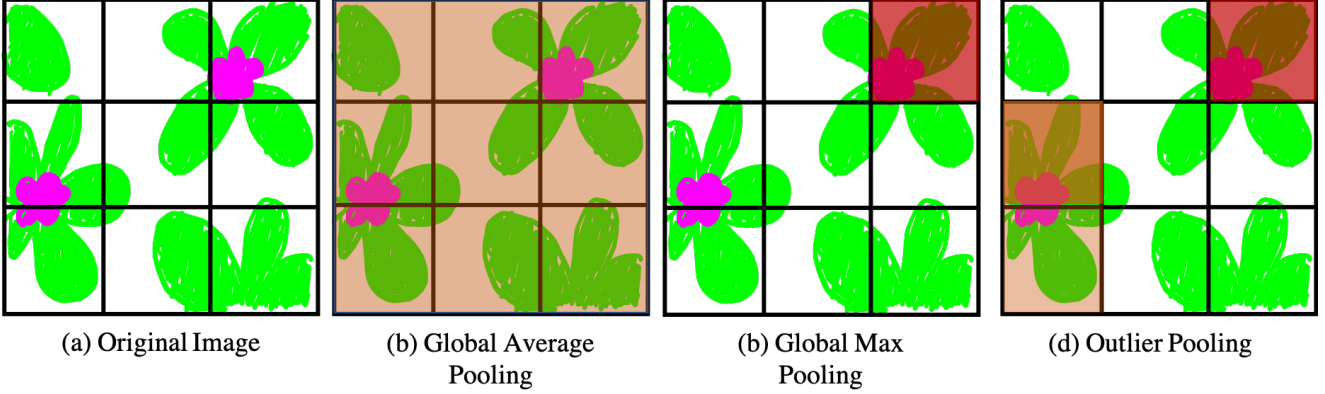 (a) Original Image
(b) Global Average
Pooling
(b) Global Max
Pooling
(d) Outlier Pooling